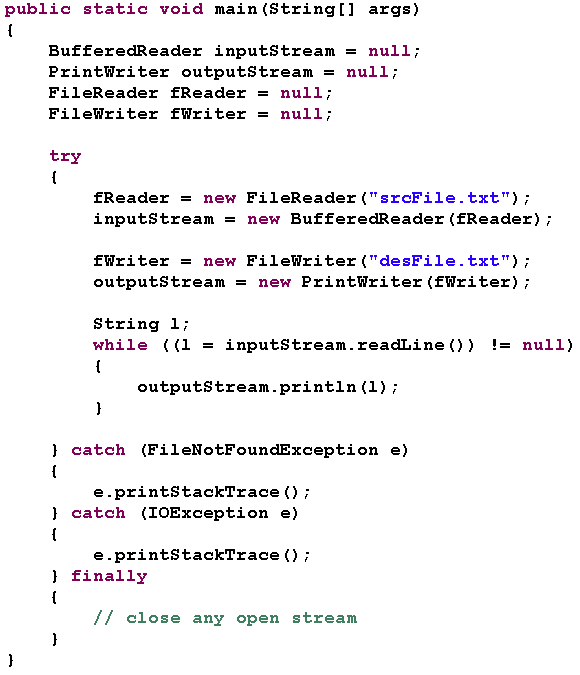 public static void main(String[] args)
{
    BufferedReader inputStream = null;
    PrintWriter outputStream = null;
    FileReader fReader = null;
    FileWriter fWriter = null;

    try
    {
        fReader = new FileReader("srcFile.txt");
        inputStream = new BufferedReader(fReader);

        fWriter = new FileWriter("desFile.txt");
        outputStream = new PrintWriter(fWriter);

        String l;
        while ((l = inputStream.readLine()) != null)
        {
            outputStream.println(l);
        }

    } catch (FileNotFoundException e)
    {
        e.printStackTrace();
    } catch (IOException e)
    {
        e.printStackTrace();
    } finally
    {
        // close any open stream
    }
}